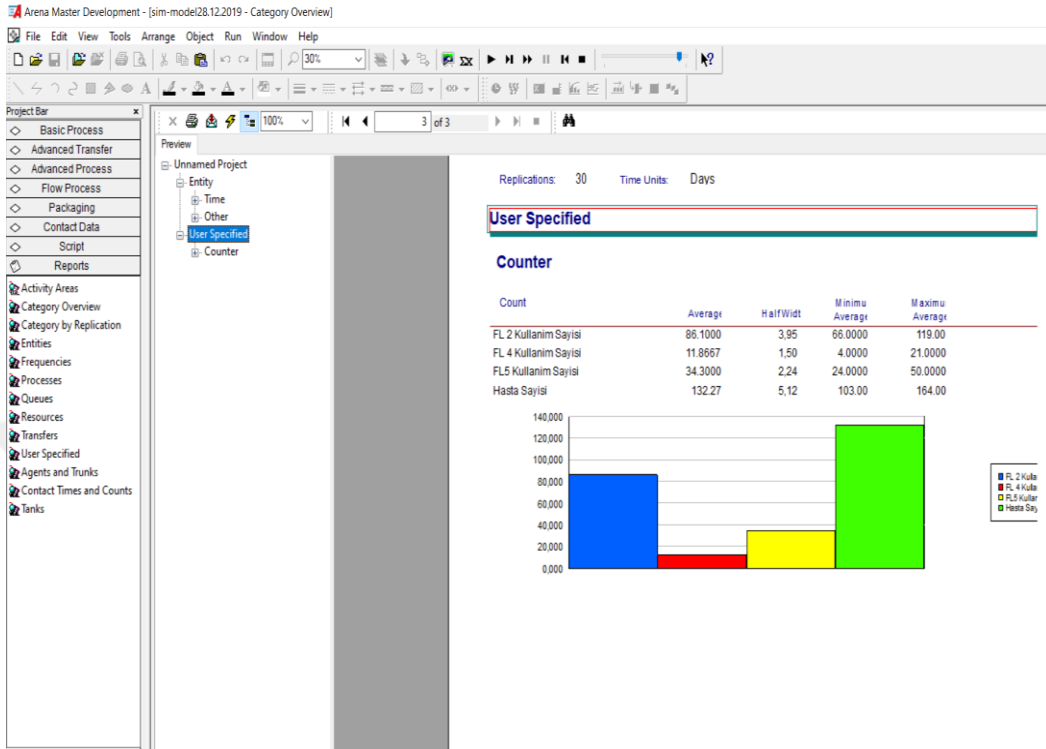 Arena Master Development - [sim-model28.12.2019 - Category Overview]
File Edit View Tools Arrange Object Run Window Help
30%
Project Bar x
Basic Process
Advanced Transfer
Advanced Process
Flow Process
Packaging
Contact Data
Script
Reports
Activity Areas
Category Overview
Category by Replication
Entities
Frequencies
Processes
Queues
Resources
Transfers
User Specified
Agents and Trunks
Contact Times and Counts
Tanks
100% 3 of 3
Preview
Unnamed Project
Entity
Time
Other
User Specified
Counter
Replications: 30 Time Units: Days
User Specified
Counter
Count Average Half Widt Minimu Average Maximu Average
FL 2 Kullanim Sayisi 86.1000 3,95 66.0000 119.00
FL 4 Kullanim Sayisi 11.8667 1,50 4.0000 21.0000
FL5 Kullanim Sayisi 34.3000 2,24 24.0000 50.0000
Hasta Sayisi 132.27 5,12 103.00 164.00
140,000
120,000
100,000
80,000
60,000
40,000
20,000
0,000
FL 2 Kulla
FL 4 Kulla
FL5 Kullar
Hasta Say